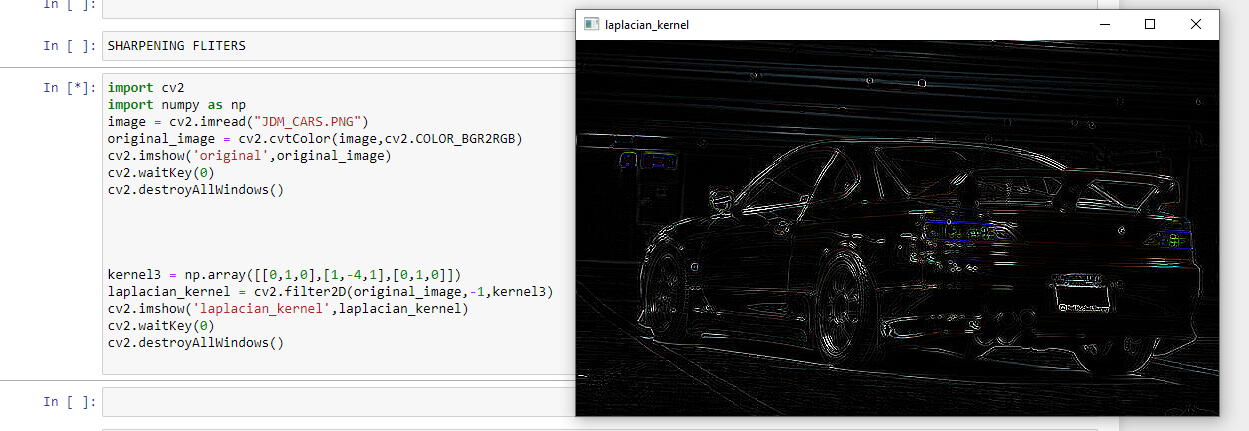 In [ ]:
In [ ]: SHARPENING FLITERS
In [*]: import cv2
import numpy as np
image = cv2.imread("JDM_CARS.PNG")
original_image = cv2.cvtColor(image,cv2.COLOR_BGR2RGB)
cv2.imshow('original',original_image)
cv2.waitKey(0)
cv2.destroyAllWindows()
kernel3 = np.array([[0,1,0],[1,-4,1],[0,1,0]])
laplacian_kernel = cv2.filter2D(original_image,-1,kernel3)
cv2.imshow('laplacian_kernel',laplacian_kernel)
cv2.waitKey(0)
cv2.destroyAllWindows()
In [ ]:
laplacian_kernel